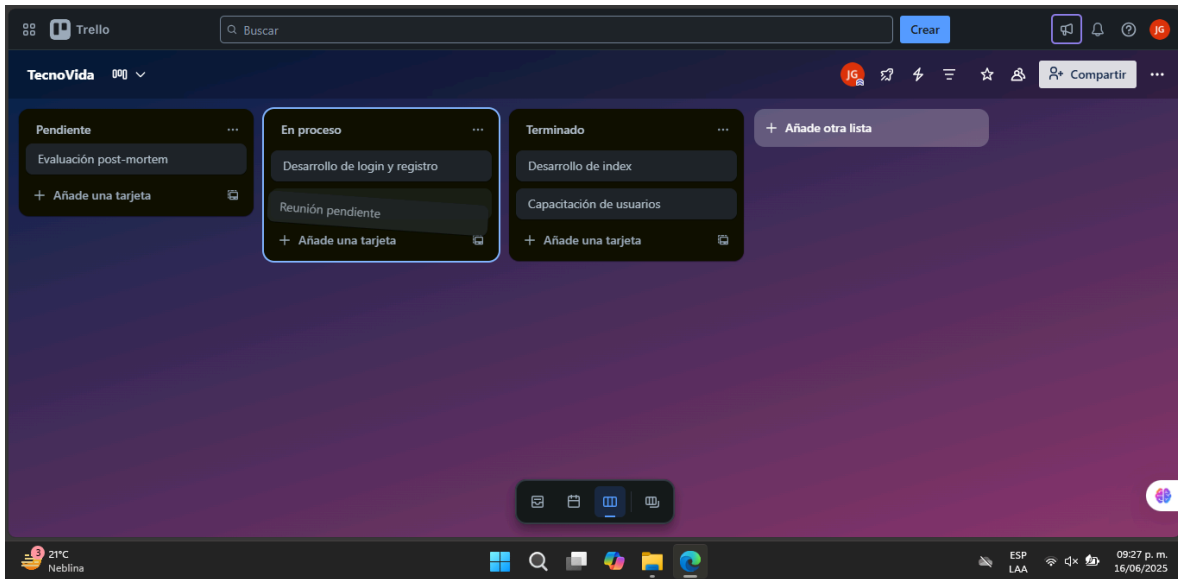 Trello
Buscar
Crear
JG
TecnoVida
JG
Compartir
Pendiente
Evaluación post-mortem
Añade una tarjeta
En proceso
Desarrollo de login y registro
Reunión pendiente
Añade una tarjeta
Terminado
Desarrollo de index
Capacitación de usuarios
Añade una tarjeta
Añade otra lista
3
21°C
Neblina
ESP
LAA
09:27 p. m.
16/06/2025